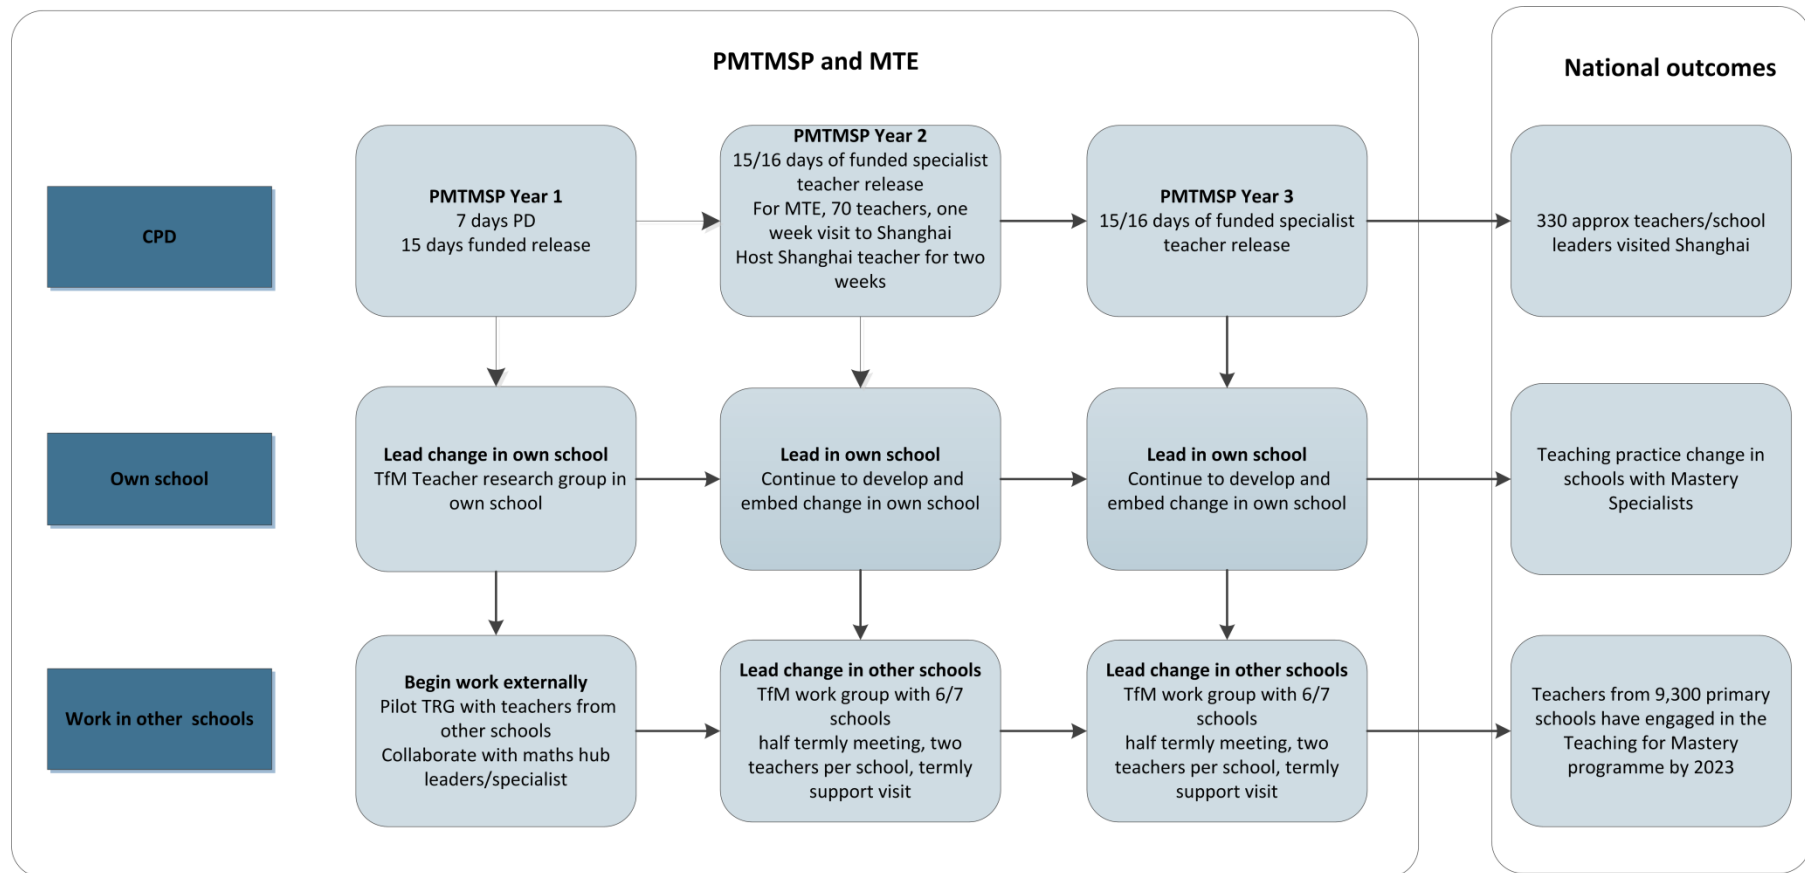 PMTMSP and MTE
National outcomes
CPD
PMTMSP Year 1
7 days PD
15 days funded release
PMTMSP Year 2
15/16 days of funded specialist
teacher release
For MTE, 70 teachers, one
week visit to Shanghai
Host Shanghai teacher for two
weeks
PMTMSP Year 3
15/16 days of funded specialist
teacher release
330 approx teachers/school
leaders visited Shanghai
Own school
Lead change in own school
TfM Teacher research group in
own school
Lead in own school
Continue to develop and
embed change in own school
Lead in own school
Continue to develop and
embed change in own school
Teaching practice change in
schools with Mastery
Specialists
Work in other schools
Begin work externally
Pilot TRG with teachers from
other schools
Collaborate with maths hub
leaders/specialist
Lead change in other schools
TfM work group with 6/7
schools
half termly meeting, two
teachers per school, termly
support visit
Lead change in other schools
TfM work group with 6/7
schools
half termly meeting, two
teachers per school, termly
support visit
Teachers from 9,300 primary
schools have engaged in the
Teaching for Mastery
programme by 2023